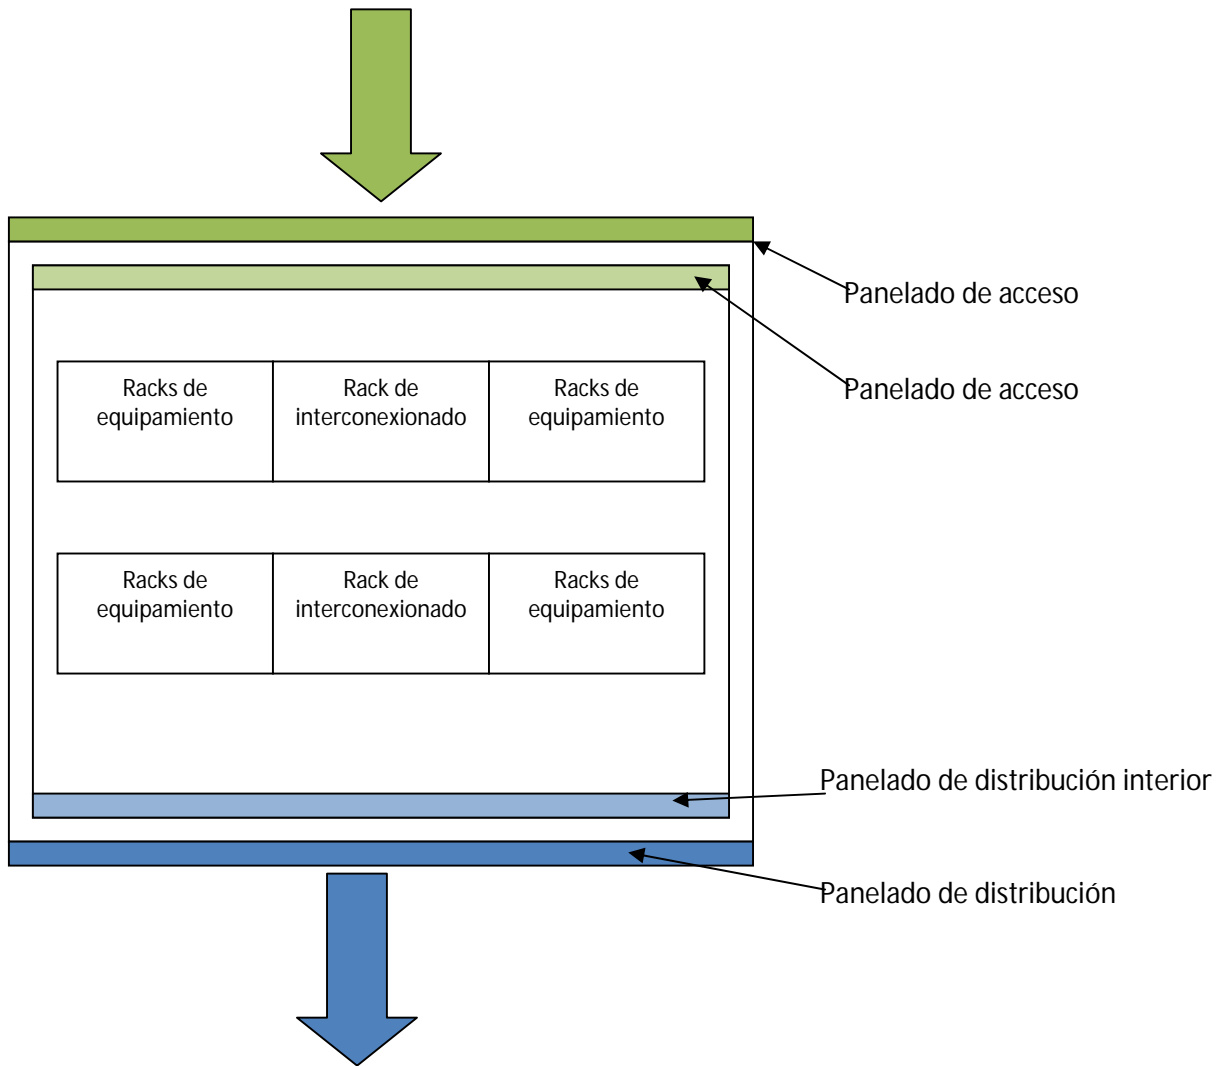 Panelado de acceso
Panelado de acceso
Racks de
equipamiento
Rack de
interconexionado
Racks de
equipamiento
Racks de
equipamiento
Rack de
interconexionado
Racks de
equipamiento
Panelado de distribución interior
Panelado de distribución